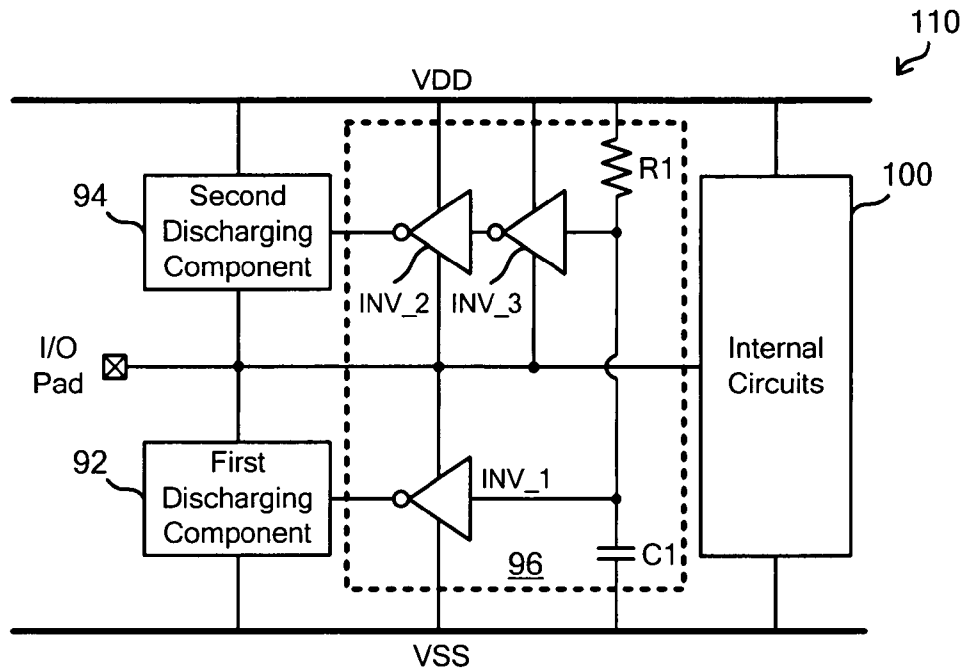 110
VDD
94
Second
Discharging
Component
R1
100
INV_2
INV_3
I/O
Pad
Internal
Circuits
92
First
Discharging
Component
INV_1
C1
96
VSS